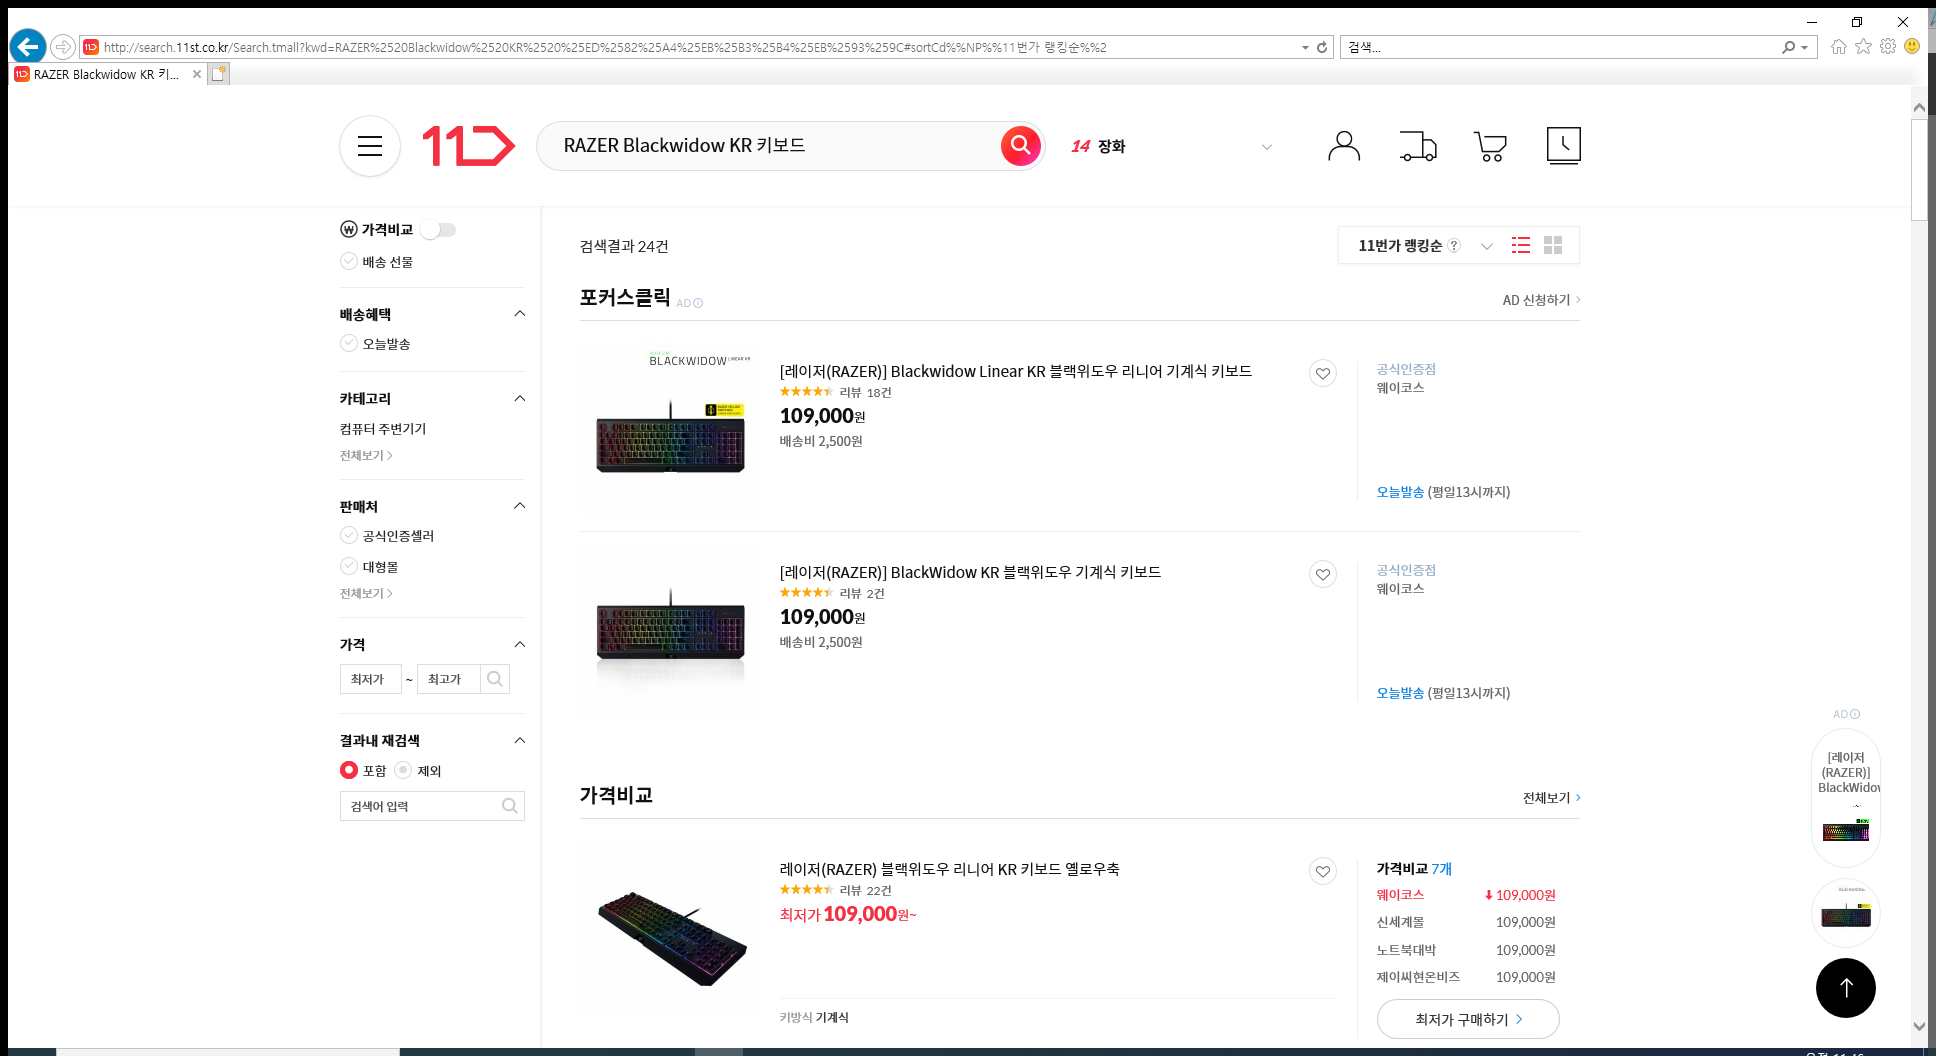 http://search.11st.co.kr/Search.tmall?kwd=RAZER%2520Blackwidow%2520KR%2520%25ED%2582%25A4%25EB%25B3%25B4%25EB%2593%259C#sortCd%%NP%%11번가 랭킹순%%2
검색...
RAZER Blackwidow KR 키...
RAZER Blackwidow KR 키보드
14 장화
가격비교
배송 선물
배송혜택
오늘발송
카테고리
컴퓨터 주변기기
전체보기
판매처
공식인증셀러
대형몰
전체보기
가격
최저가 ~ 최고가
결과내 재검색
포함 제외
검색어 입력
검색결과 24건
11번가 랭킹순 ?
포커스클릭 AD
AD 신청하기
BLACKWIDOW LINEAR KR
[레이저(RAZER)] Blackwidow Linear KR 블랙위도우 리니어 기계식 키보드
리뷰 18건
109,000원
배송비 2,500원
공식인증점
웨이코스
오늘발송 (평일13시까지)
[레이저(RAZER)] BlackWidow KR 블랙위도우 기계식 키보드
리뷰 2건
109,000원
배송비 2,500원
공식인증점
웨이코스
오늘발송 (평일13시까지)
가격비교
전체보기
레이저(RAZER) 블랙위도우 리니어 KR 키보드 옐로우축
리뷰 22건
최저가 109,000원~
키방식 기계식
가격비교 7개
웨이코스 109,000원
신세계몰 109,000원
노트북대박 109,000원
제이씨현온비즈 109,000원
최저가 구매하기
AD
[레이저
(RAZER)]
BlackWidow